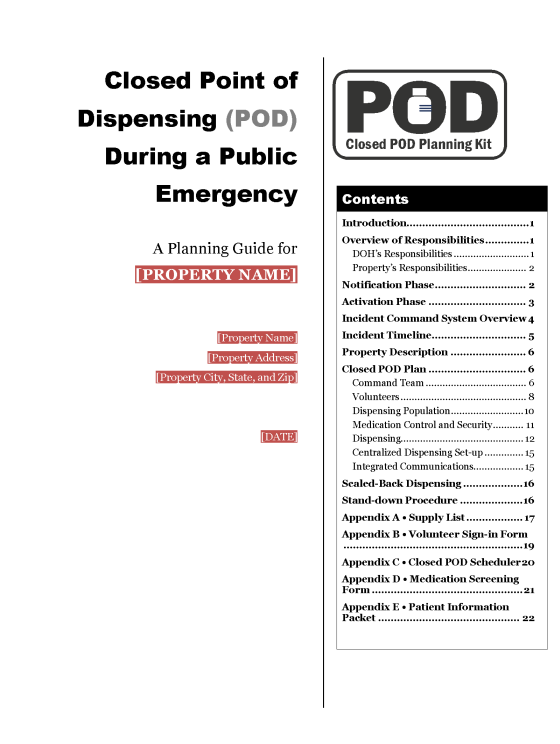 Closed Point of
Dispensing (POD)
During a Public
Emergency
A Planning Guide for
[PROPERTY NAME]
[Property Name]
[Property Address]
[Property City, State, and Zip]
[DATE]
POD
Closed POD Planning Kit
Contents
Introduction.......................................1
Overview of Responsibilities..............1
DOH's Responsibilities ...........................1
Property's Responsibilities..................... 2
Notification Phase............................. 2
Activation Phase ............................... 3
Incident Command System Overview 4
Incident Timeline.............................. 5
Property Description ........................ 6
Closed POD Plan ............................... 6
Command Team .................................... 6
Volunteers............................................. 8
Dispensing Population..........................10
Medication Control and Security........... 11
Dispensing............................................ 12
Centralized Dispensing Set-up .............. 15
Integrated Communications.................. 15
Scaled-Back Dispensing ...................16
Stand-down Procedure ....................16
Appendix A • Supply List .................. 17
Appendix B • Volunteer Sign-in Form
.........................................................19
Appendix C • Closed POD Scheduler20
Appendix D • Medication Screening
Form ................................................21
Appendix E • Patient Information
Packet ............................................. 22